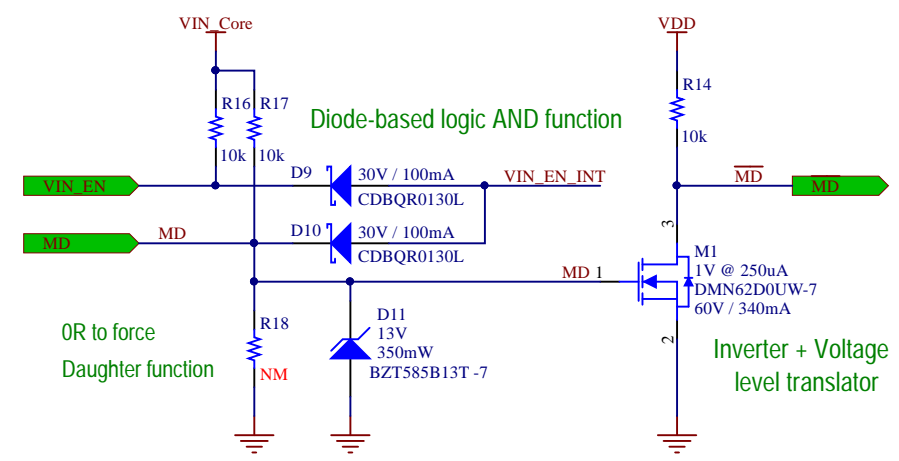 VIN_Core
VDD
R16
R17
R14
10k
10k
10k
Diode-based logic AND function
VIN_EN
D9
30V / 100mA
CDBQR0130L
VIN_EN_INT
MD
MD
MD
MD
D10
30V / 100mA
CDBQR0130L
MD
1
3
2
M1
1V @ 250uA
DMN62D0UW-7
60V / 340mA
0R to force
Daughter function
R18
NM
D11
13V
350mW
BZT585B13T -7
Inverter + Voltage
level translator